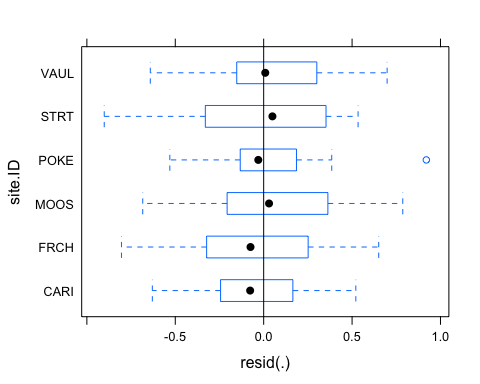 VAUL
STRT
POKE
MOOS
FRCH
CARI
site.ID
-0.5 0.0 0.5 1.0
resid(.)